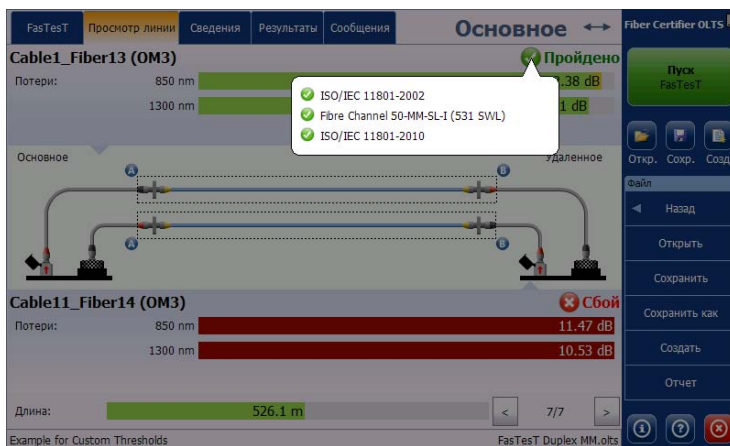 FasTesT
Просмотр линии
Сведения
Результаты
Сообщения
Основное
Fiber Certifier OLTS
Cable1_Fiber13 (OM3)
Пройдено
Потери:
850 nm
.38 dB
1300 nm
1 dB
ISO/IEC 11801-2002
Fibre Channel 50-MM-SL-I (531 SWL)
ISO/IEC 11801-2010
Основное
Удаленное
A
B
A
B
Cable11_Fiber14 (OM3)
Сбой
Потери:
850 nm
11.47 dB
1300 nm
10.53 dB
Длина:
526.1 m
<
7/7
>
Example for Custom Thresholds
FasTesT Duplex MM.olts
Пуск
FasTesT
Откр.
Сохр.
Созд
Файл
Назад
Открыть
Сохранить
Сохранить как
Создать
Отчет